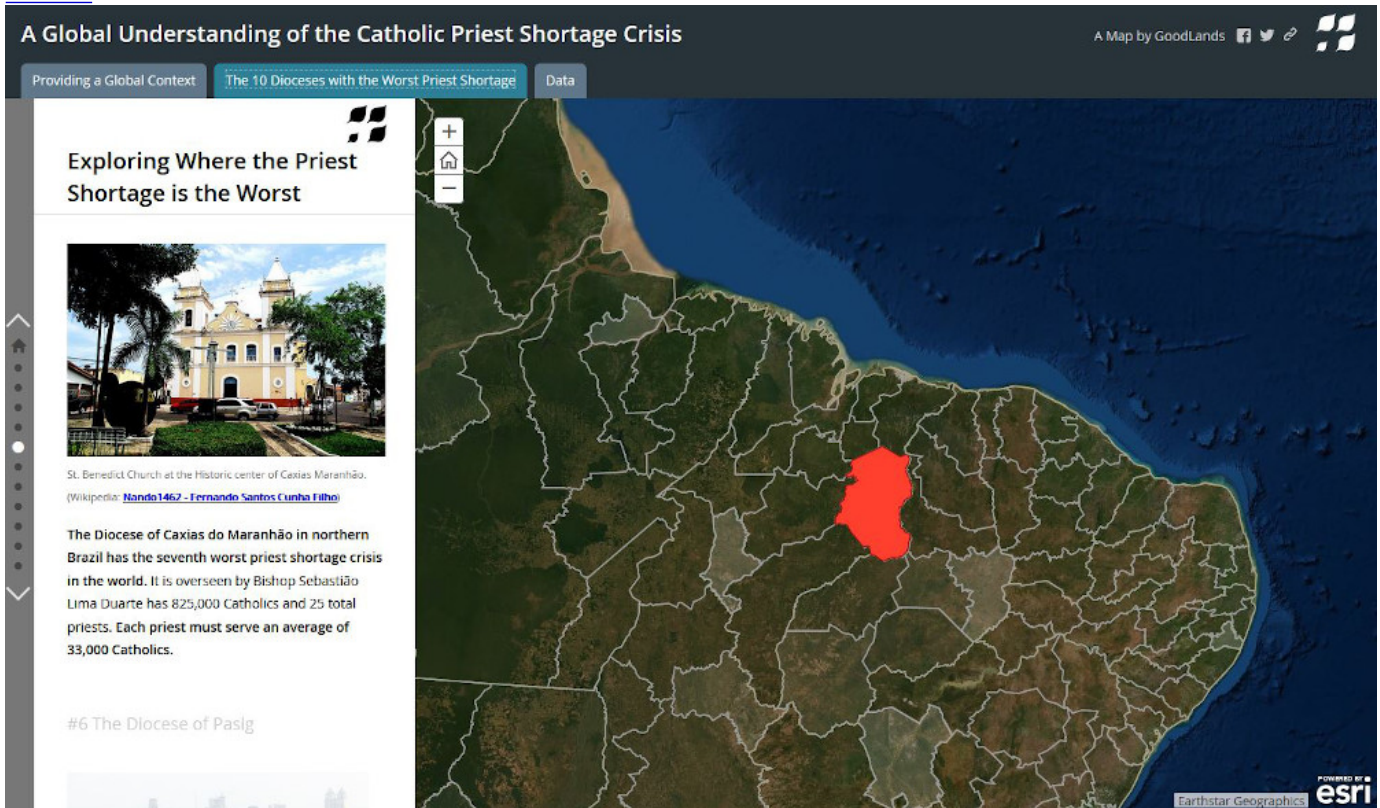 A Global Understanding of the Catholic Priest Shortage Crisis
A Map by GoodLands
Providing a Global Context
The 10 Dioceses with the Worst Priest Shortage
Data
Exploring Where the Priest
Shortage is the Worst
St. Benedict Church at the Historic center of Caxias Maranhão.
(Wikipedia: Nando1462 - Fernando Santos Cunha Filho)
The Diocese of Caxias do Maranhão in northern
Brazil has the seventh worst priest shortage crisis
in the world. It is overseen by Bishop Sebastião
Lima Duarte has 825,000 Catholics and 25 total
priests. Each priest must serve an average of
33,000 Catholics.
#6 The Diocese of Pasig
+
−
POWERED BY
esri
Earthstar Geographics